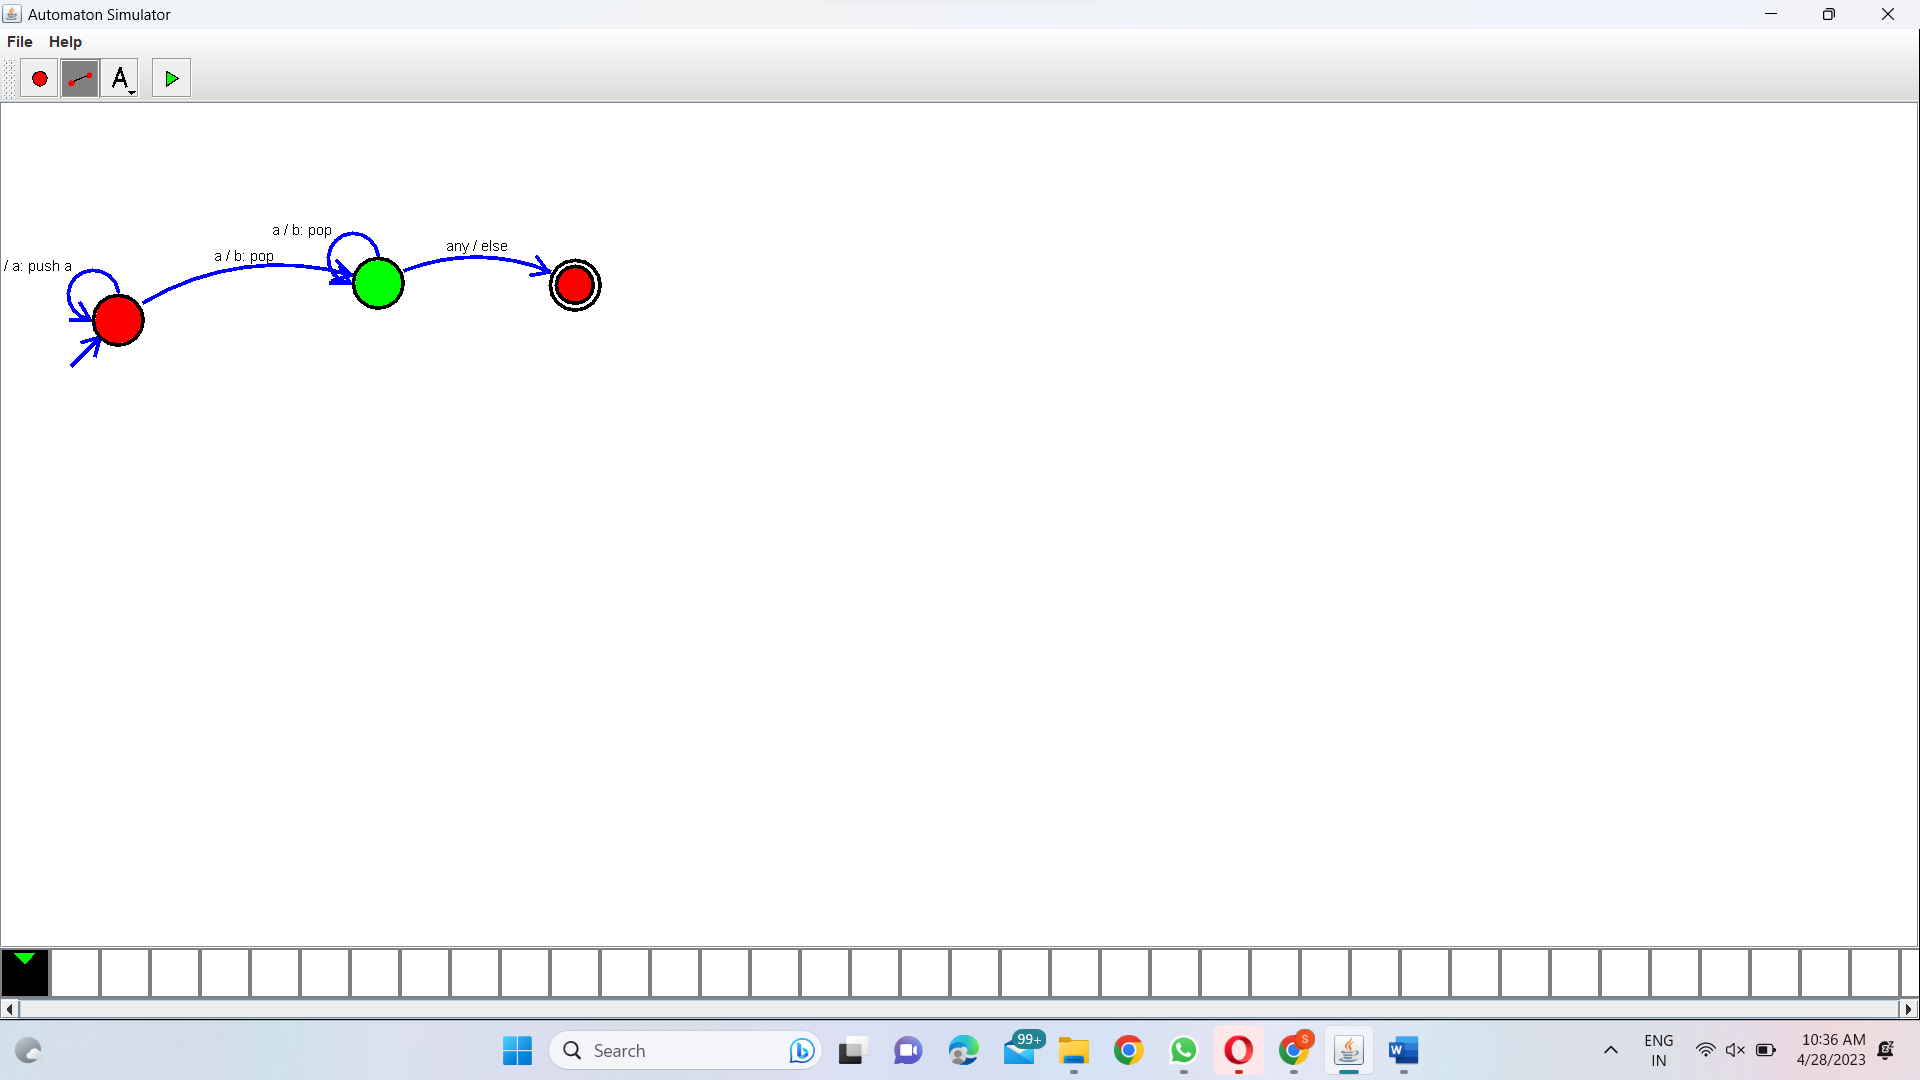 Automaton Simulator
File Help
A
a / b: pop
any / else
a / b: pop
/ a: push a
Search
99+
S
W
ENG
IN
10:36 AM
4/28/2023